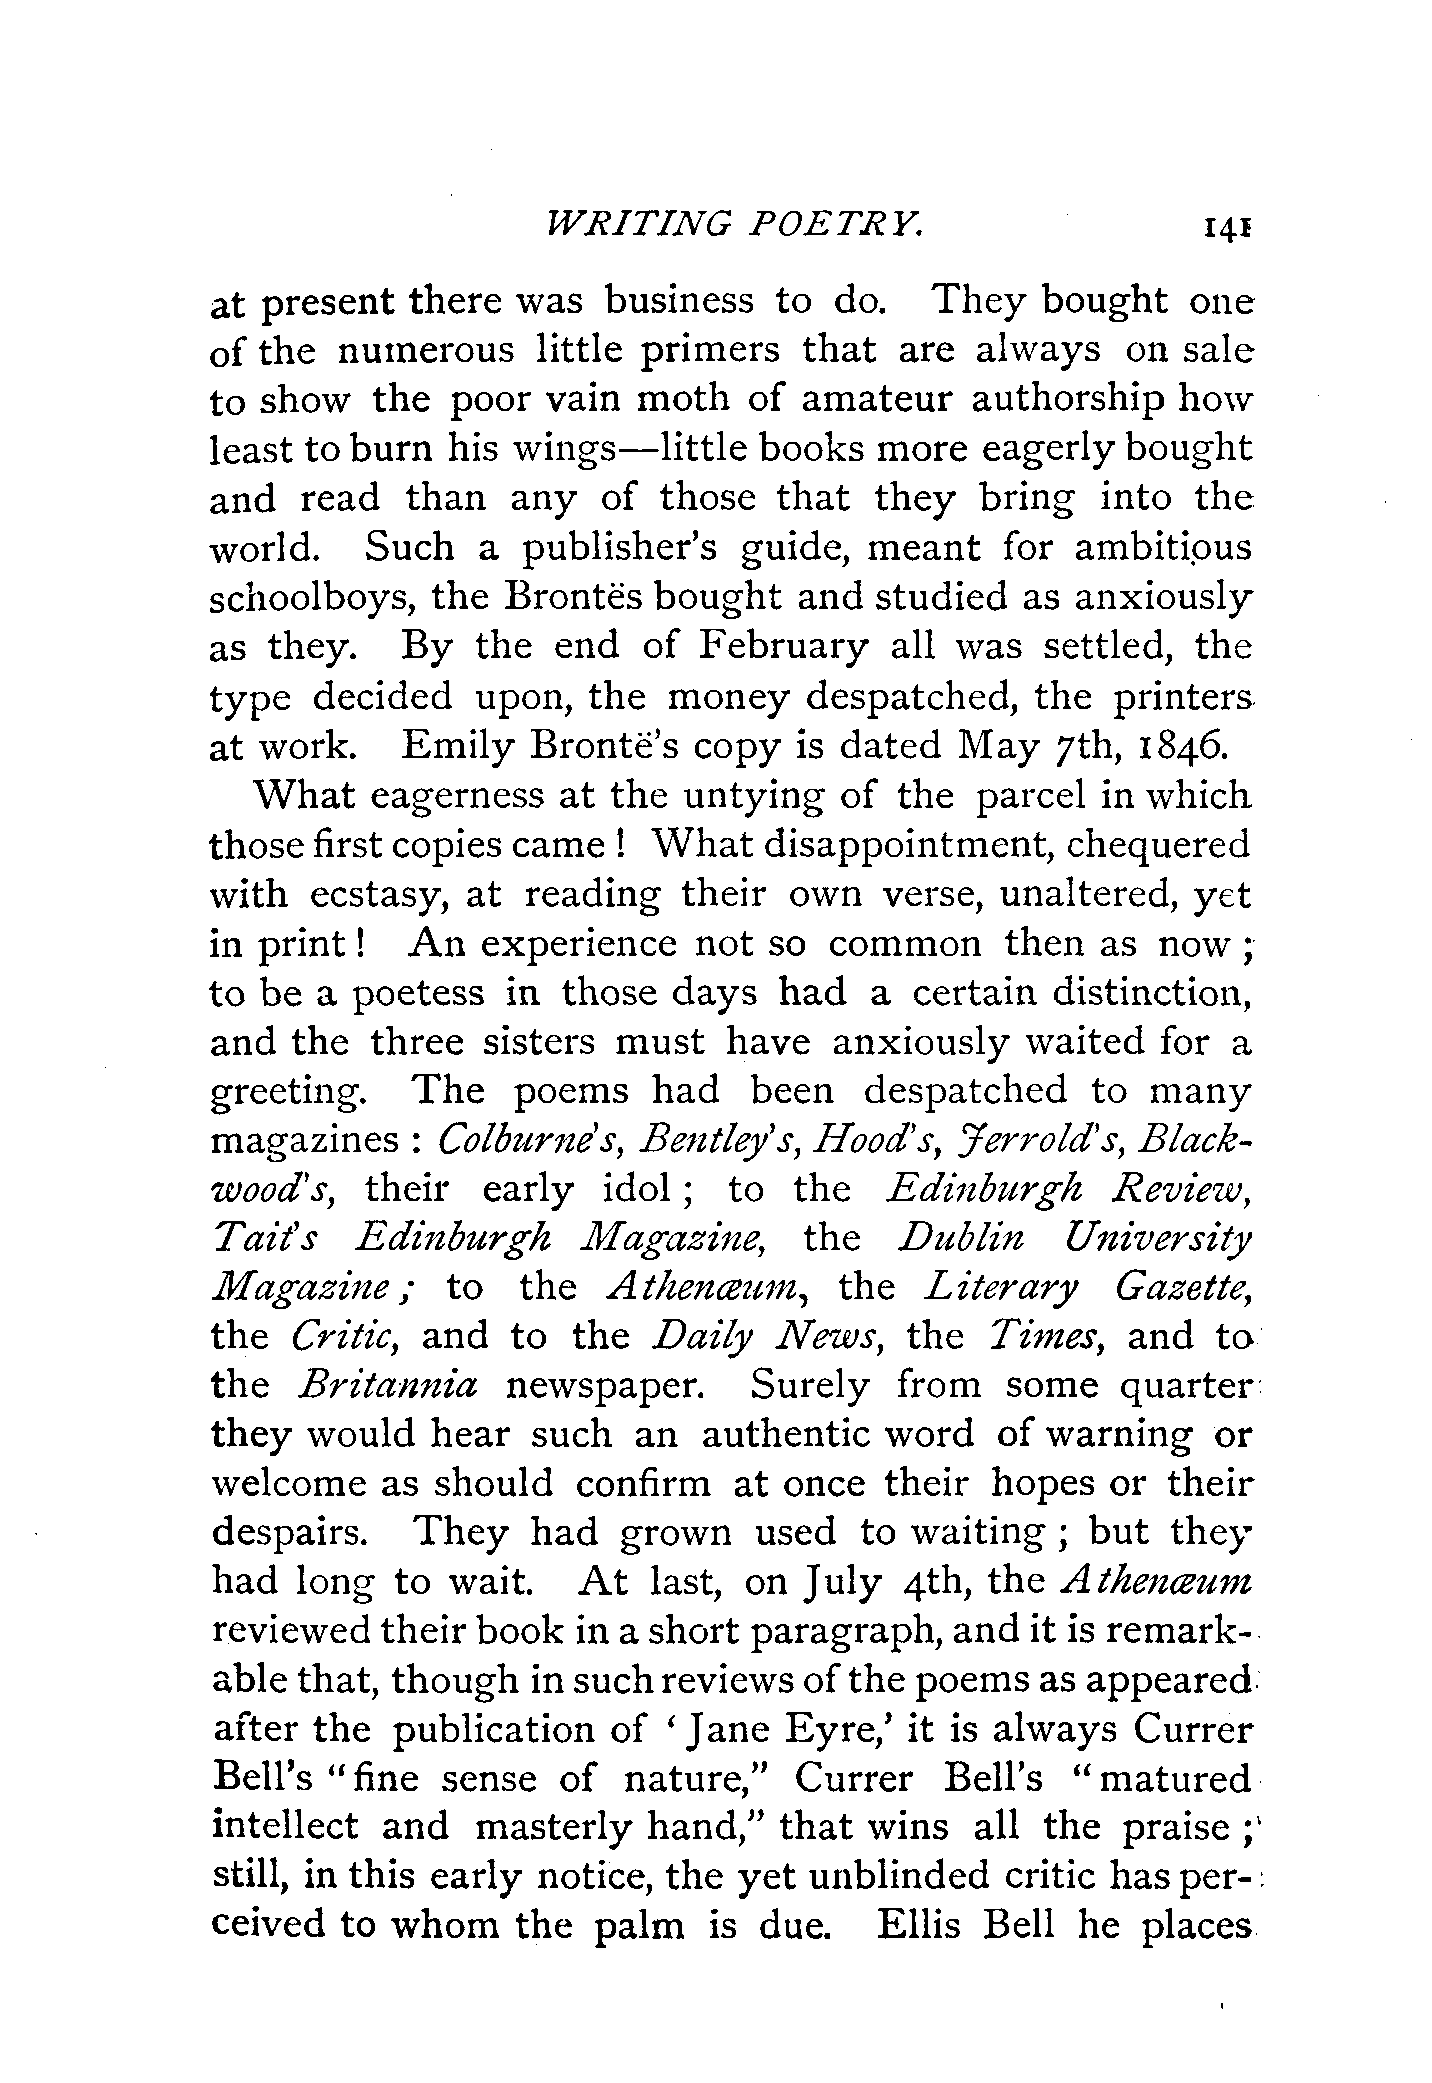 WRITING POETRY. 141
at present there was business to do. They bought one
of the numerous little primers that are always on sale
to show the poor vain moth of amateur authorship how
least to burn his wings—little books more eagerly bought
and read than any of those that they bring into the
world. Such a publisher's guide, meant for ambitious
schoolboys, the Brontës bought and studied as anxiously
as they. By the end of February all was settled, the
type decided upon, the money despatched, the printers
at work. Emily Brontë's copy is dated May 7th, 1846.
What eagerness at the untying of the parcel in which
those first copies came! What disappointment, chequered
with ecstasy, at reading their own verse, unaltered, yet
in print! An experience not so common then as now;
to be a poetess in those days had a certain distinction,
and the three sisters must have anxiously waited for a
greeting. The poems had been despatched to many
magazines: Colburne's, Bentley's, Hood's, Jerrold's, Black-
wood's, their early idol; to the Edinburgh Review,
Tait's Edinburgh Magazine, the Dublin University
Magazine; to the Athenæum, the Literary Gazette,
the Critic, and to the Daily News, the Times, and to
the Britannia newspaper. Surely from some quarter
they would hear such an authentic word of warning or
welcome as should confirm at once their hopes or their
despairs. They had grown used to waiting; but they
had long to wait. At last, on July 4th, the Athenæum
reviewed their book in a short paragraph, and it is remark-
able that, though in such reviews of the poems as appeared
after the publication of 'Jane Eyre,' it is always Currer
Bell's "fine sense of nature," Currer Bell's "matured
intellect and masterly hand," that wins all the praise;
still, in this early notice, the yet unblinded critic has per-
ceived to whom the palm is due. Ellis Bell he places